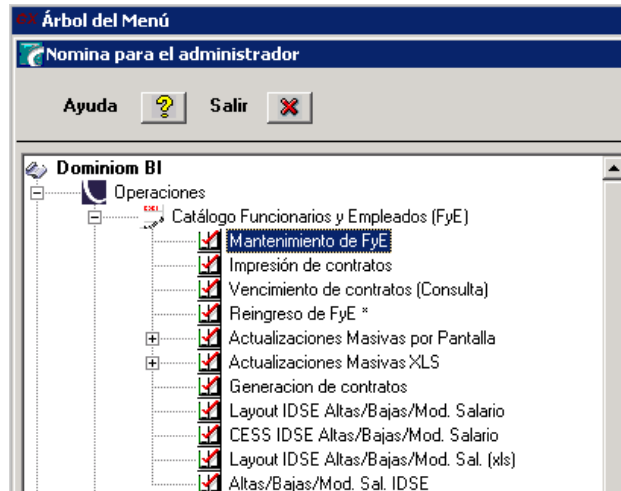 Árbol del Menú
Nomina para el administrador
Ayuda Salir
Dominiom BI
Operaciones
Catálogo Funcionarios y Empleados (FyE)
Mantenimiento de FyE
Impresión de contratos
Vencimiento de contratos (Consulta)
Reingreso de FyE *
Actualizaciones Masivas por Pantalla
Actualizaciones Masivas XLS
Generacion de contratos
Layout IDSE Altas/Bajas/Mod. Salario
CESS IDSE Altas/Bajas/Mod. Salario
Layout IDSE Altas/Bajas/Mod. Sal. (xls)
Altas/Bajas/Mod. Sal. IDSE